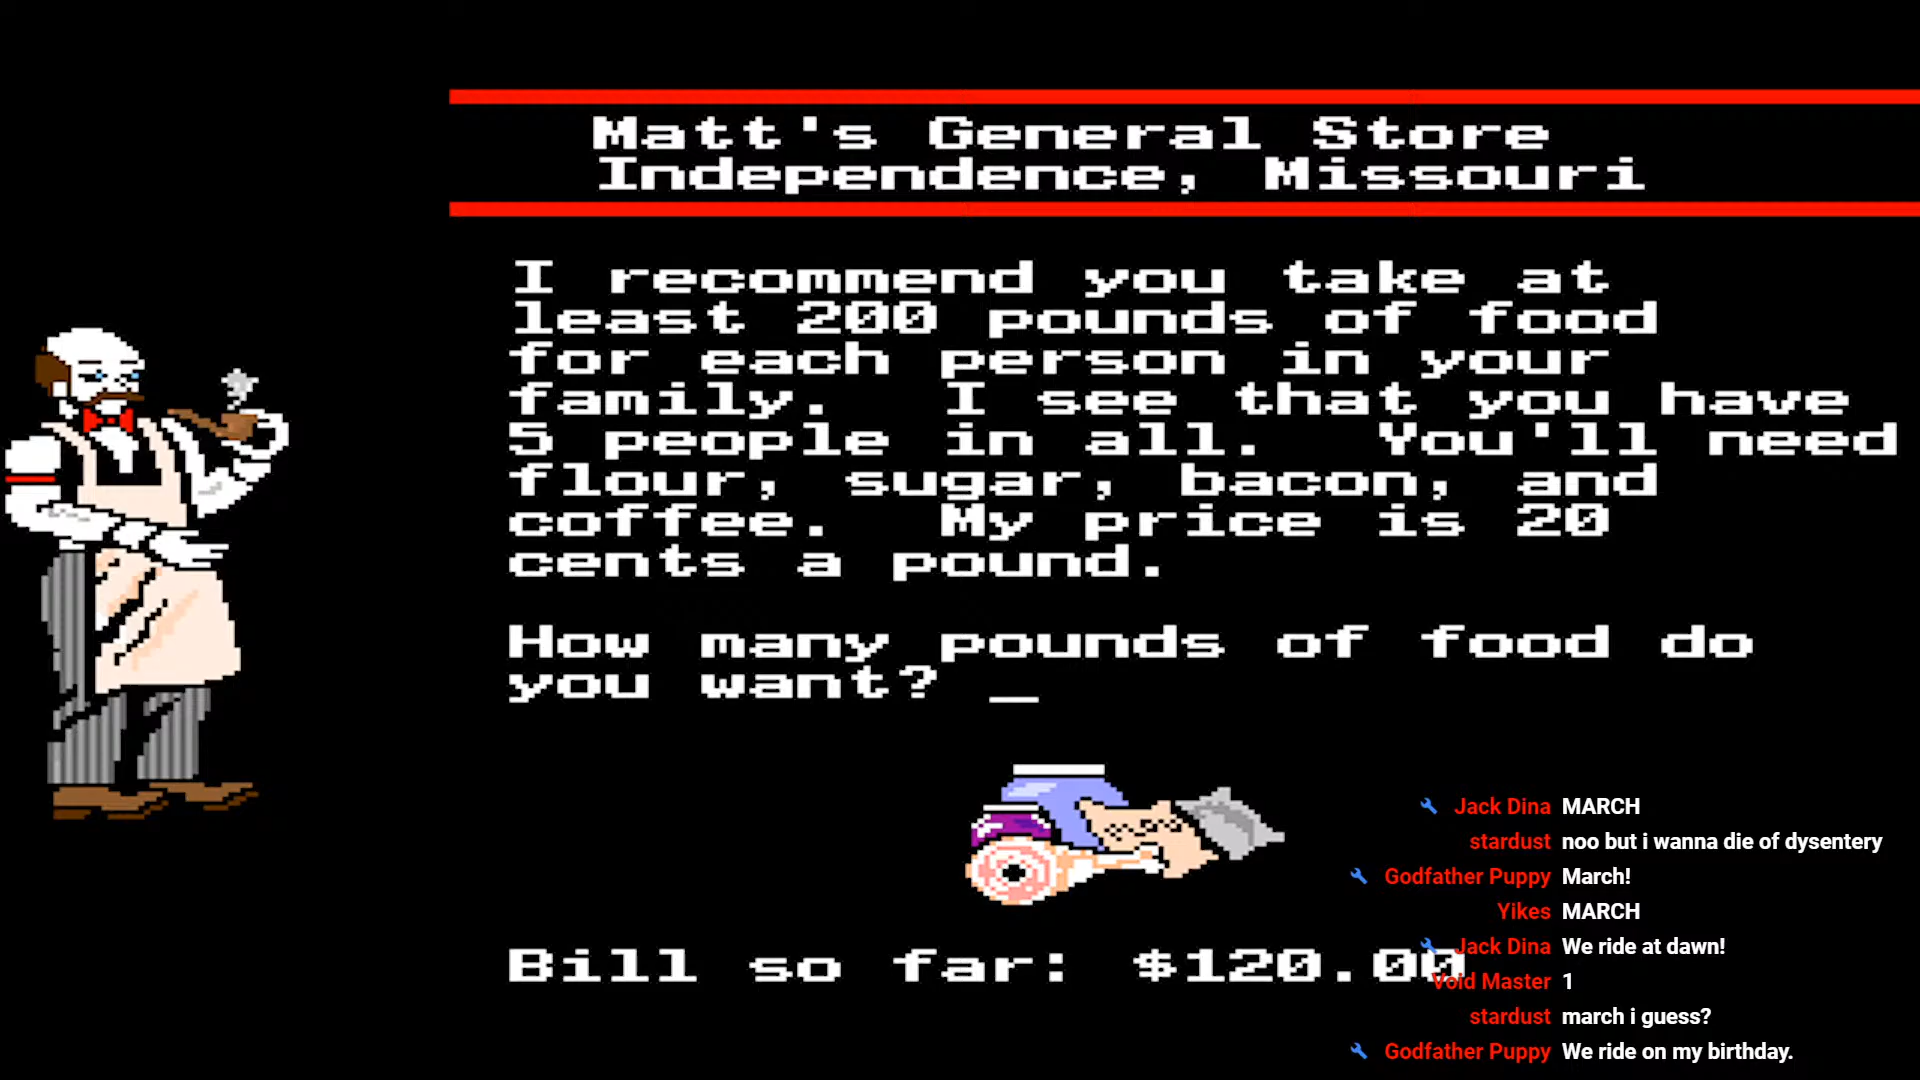 Matt's General Store
Independence, Missouri
I recommend you take at
least 200 pounds of food
for each person in your
family. I see that you have
5 people in all. You'll need
flour, sugar, bacon, and
coffee. My price is 20
cents a pound.
How many pounds of food do
you want? _
Bill so far: $120.00
Jack Dina MARCH
stardust noo but i wanna die of dysentery
Godfather Puppy March!
Yikes MARCH
Jack Dina We ride at dawn!
Void Master 1
stardust march i guess?
Godfather Puppy We ride on my birthday.